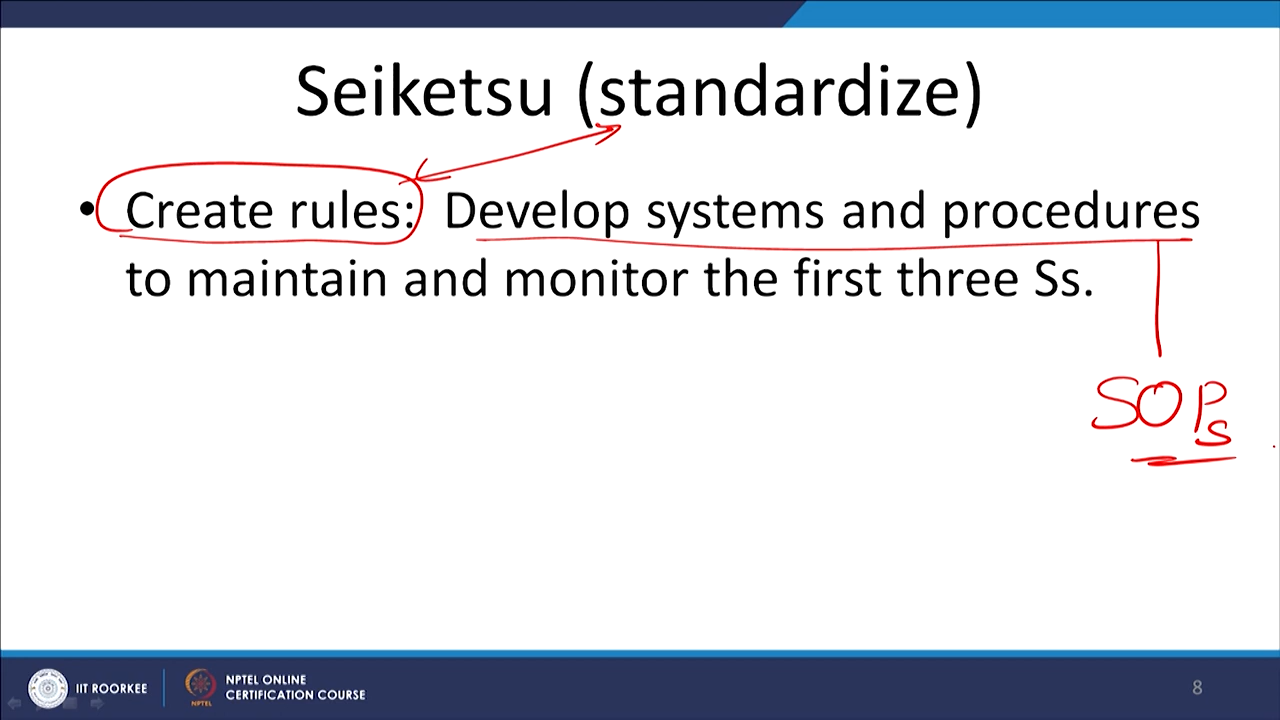 Seiketsu (standardize)
• Create rules: Develop systems and procedures
to maintain and monitor the first three Ss.
SOPs
IIT ROORKEE
NPTEL
NPTEL ONLINE
CERTIFICATION COURSE
8